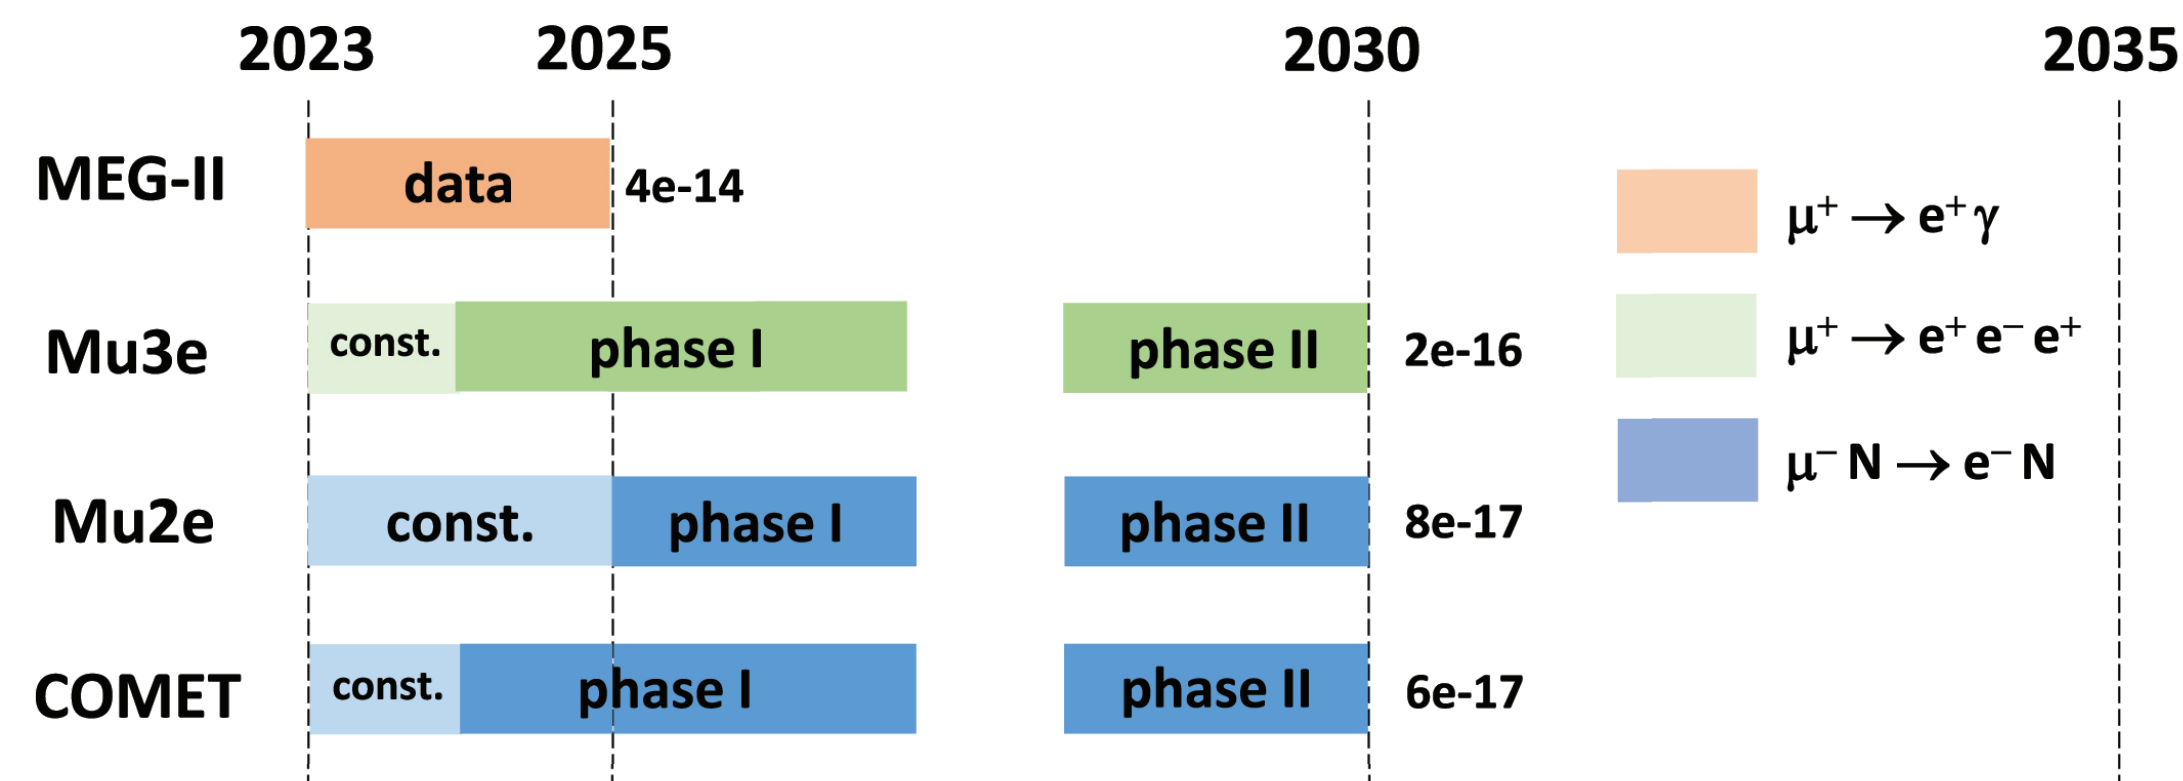 2023 2025 2030 2035
MEG-II data 4e-14
μ⁺ → e⁺ γ
Mu3e const. phase I phase II 2e-16
μ⁺ → e⁺ e⁻ e⁺
Mu2e const. phase I phase II 8e-17
μ⁻ N → e⁻ N
COMET const. phase I phase II 6e-17